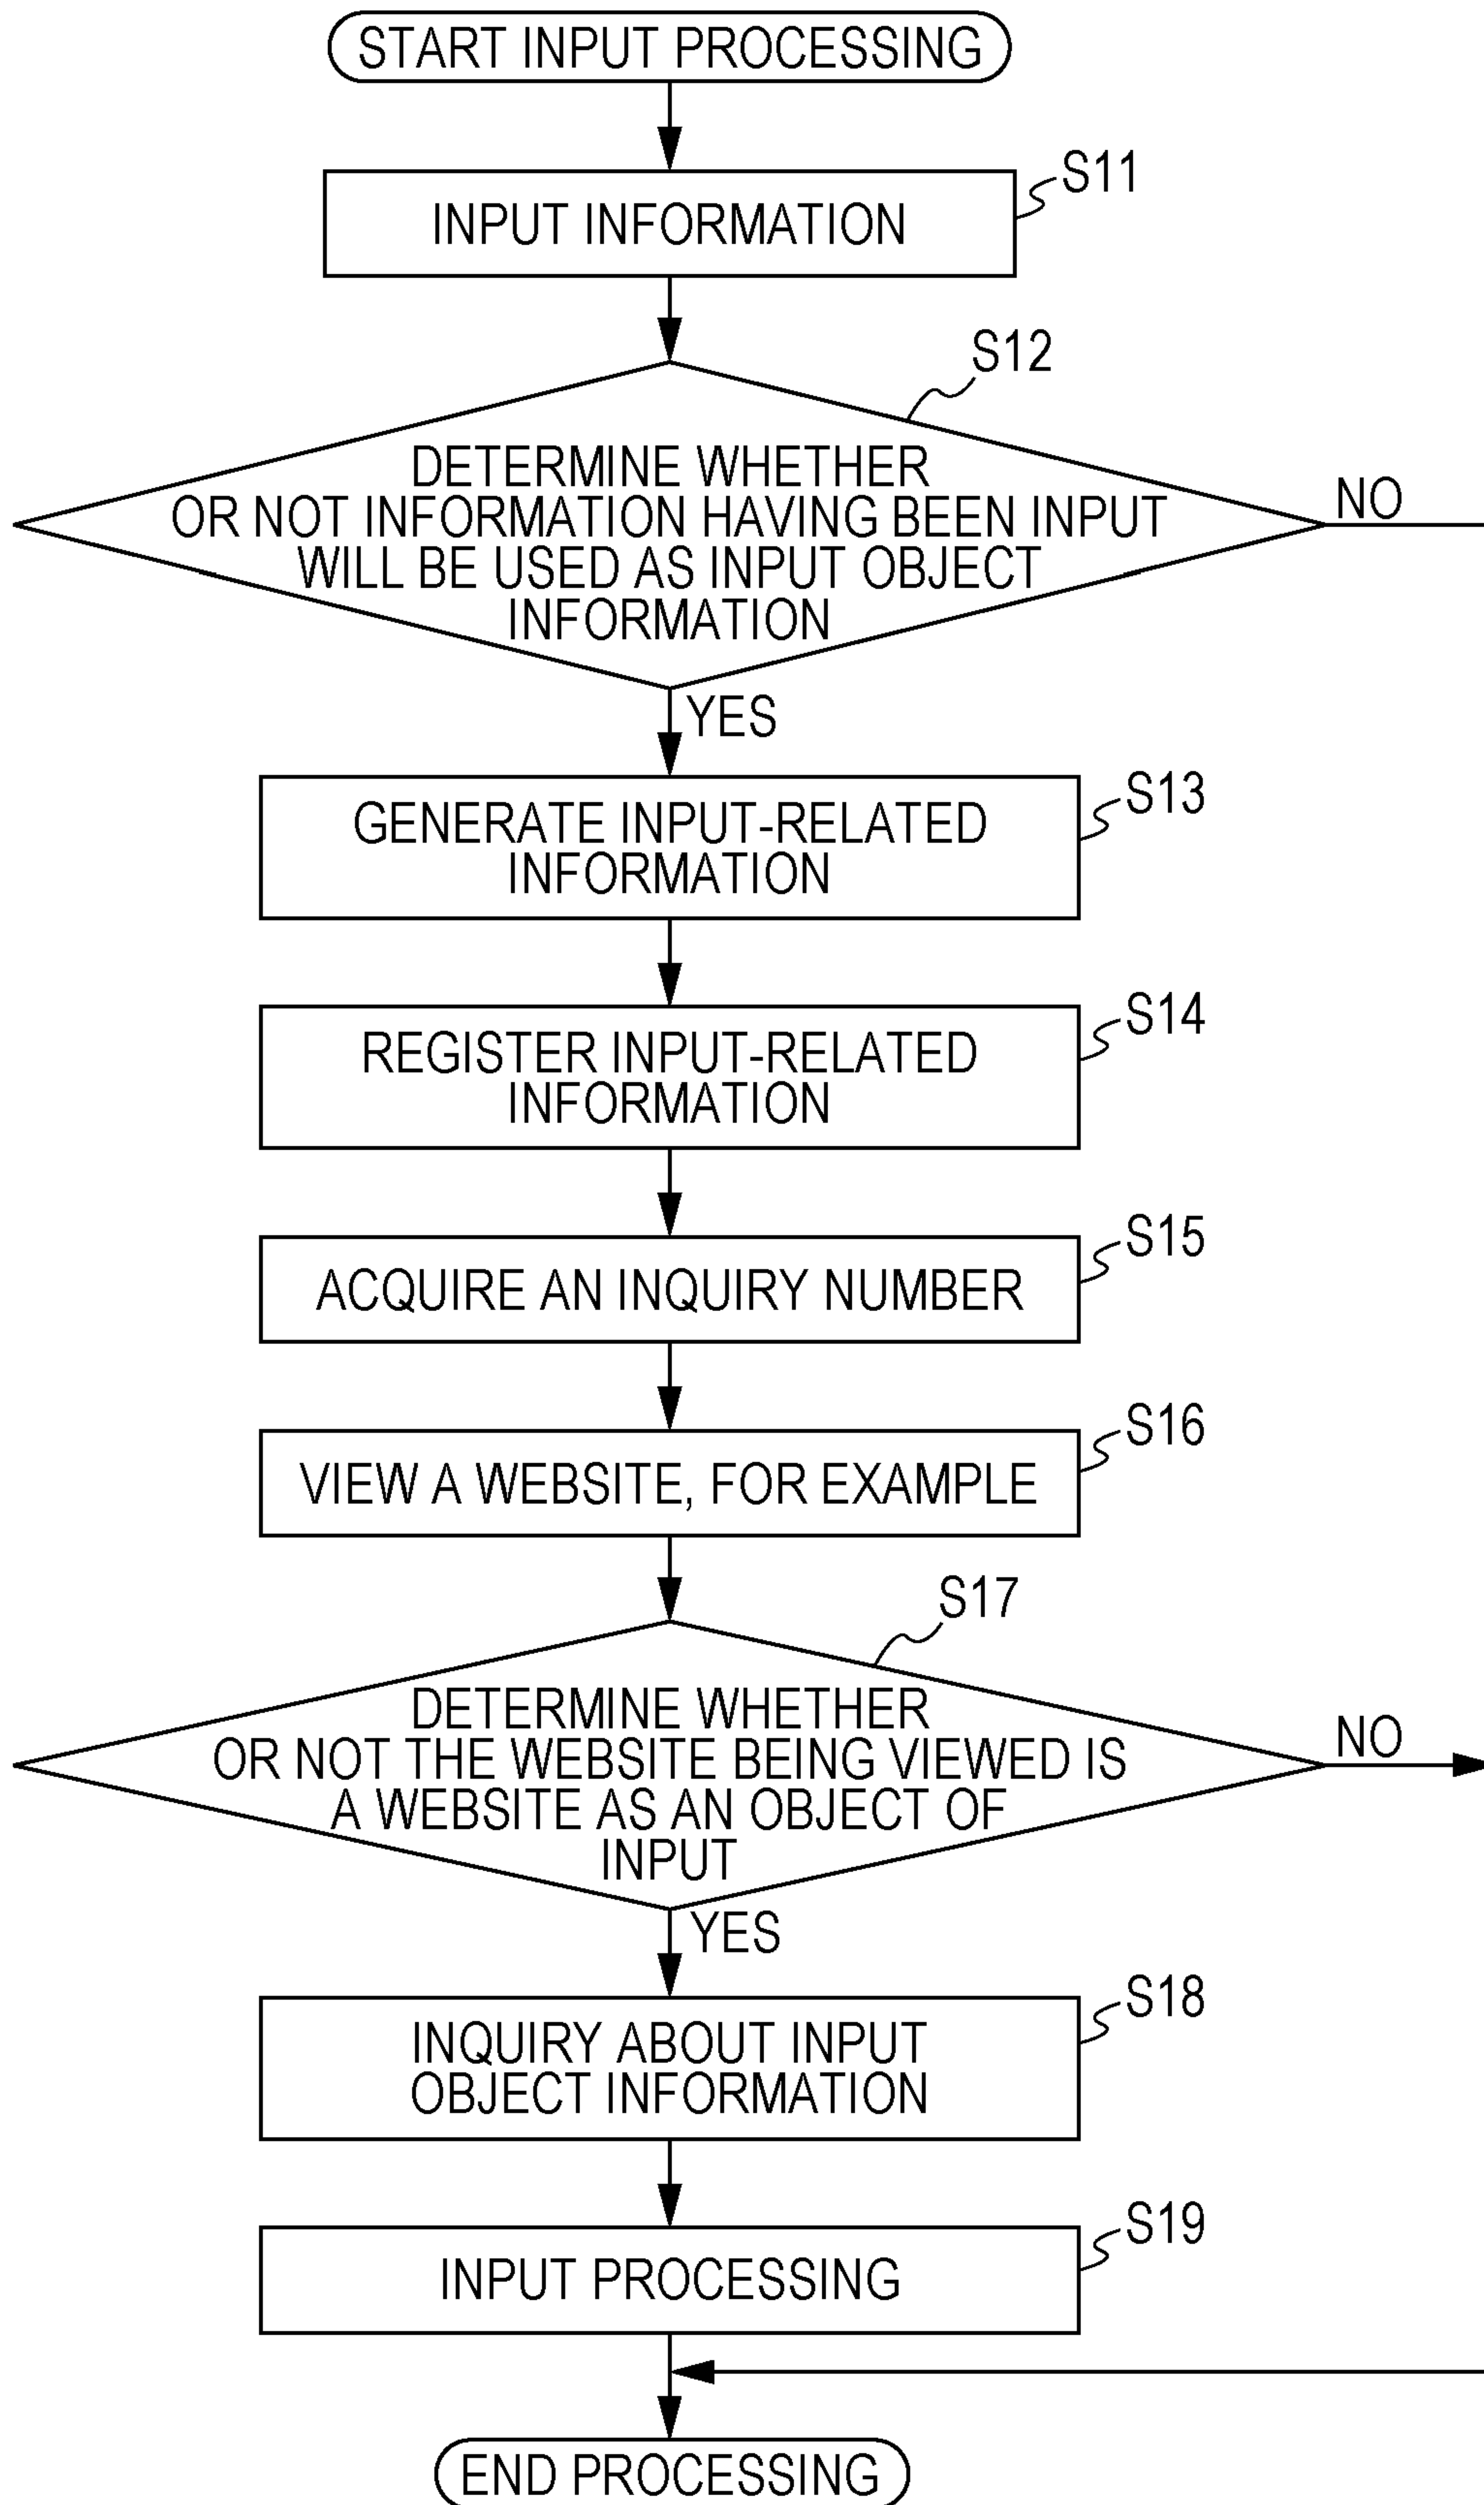 START INPUT PROCESSING
S11
INPUT INFORMATION
S12
DETERMINE WHETHER
OR NOT INFORMATION HAVING BEEN INPUT
WILL BE USED AS INPUT OBJECT
INFORMATION
NO
YES
S13
GENERATE INPUT-RELATED
INFORMATION
S14
REGISTER INPUT-RELATED
INFORMATION
S15
ACQUIRE AN INQUIRY NUMBER
S16
VIEW A WEBSITE, FOR EXAMPLE
S17
DETERMINE WHETHER
OR NOT THE WEBSITE BEING VIEWED IS
A WEBSITE AS AN OBJECT OF
INPUT
NO
YES
S18
INQUIRY ABOUT INPUT
OBJECT INFORMATION
S19
INPUT PROCESSING
END PROCESSING